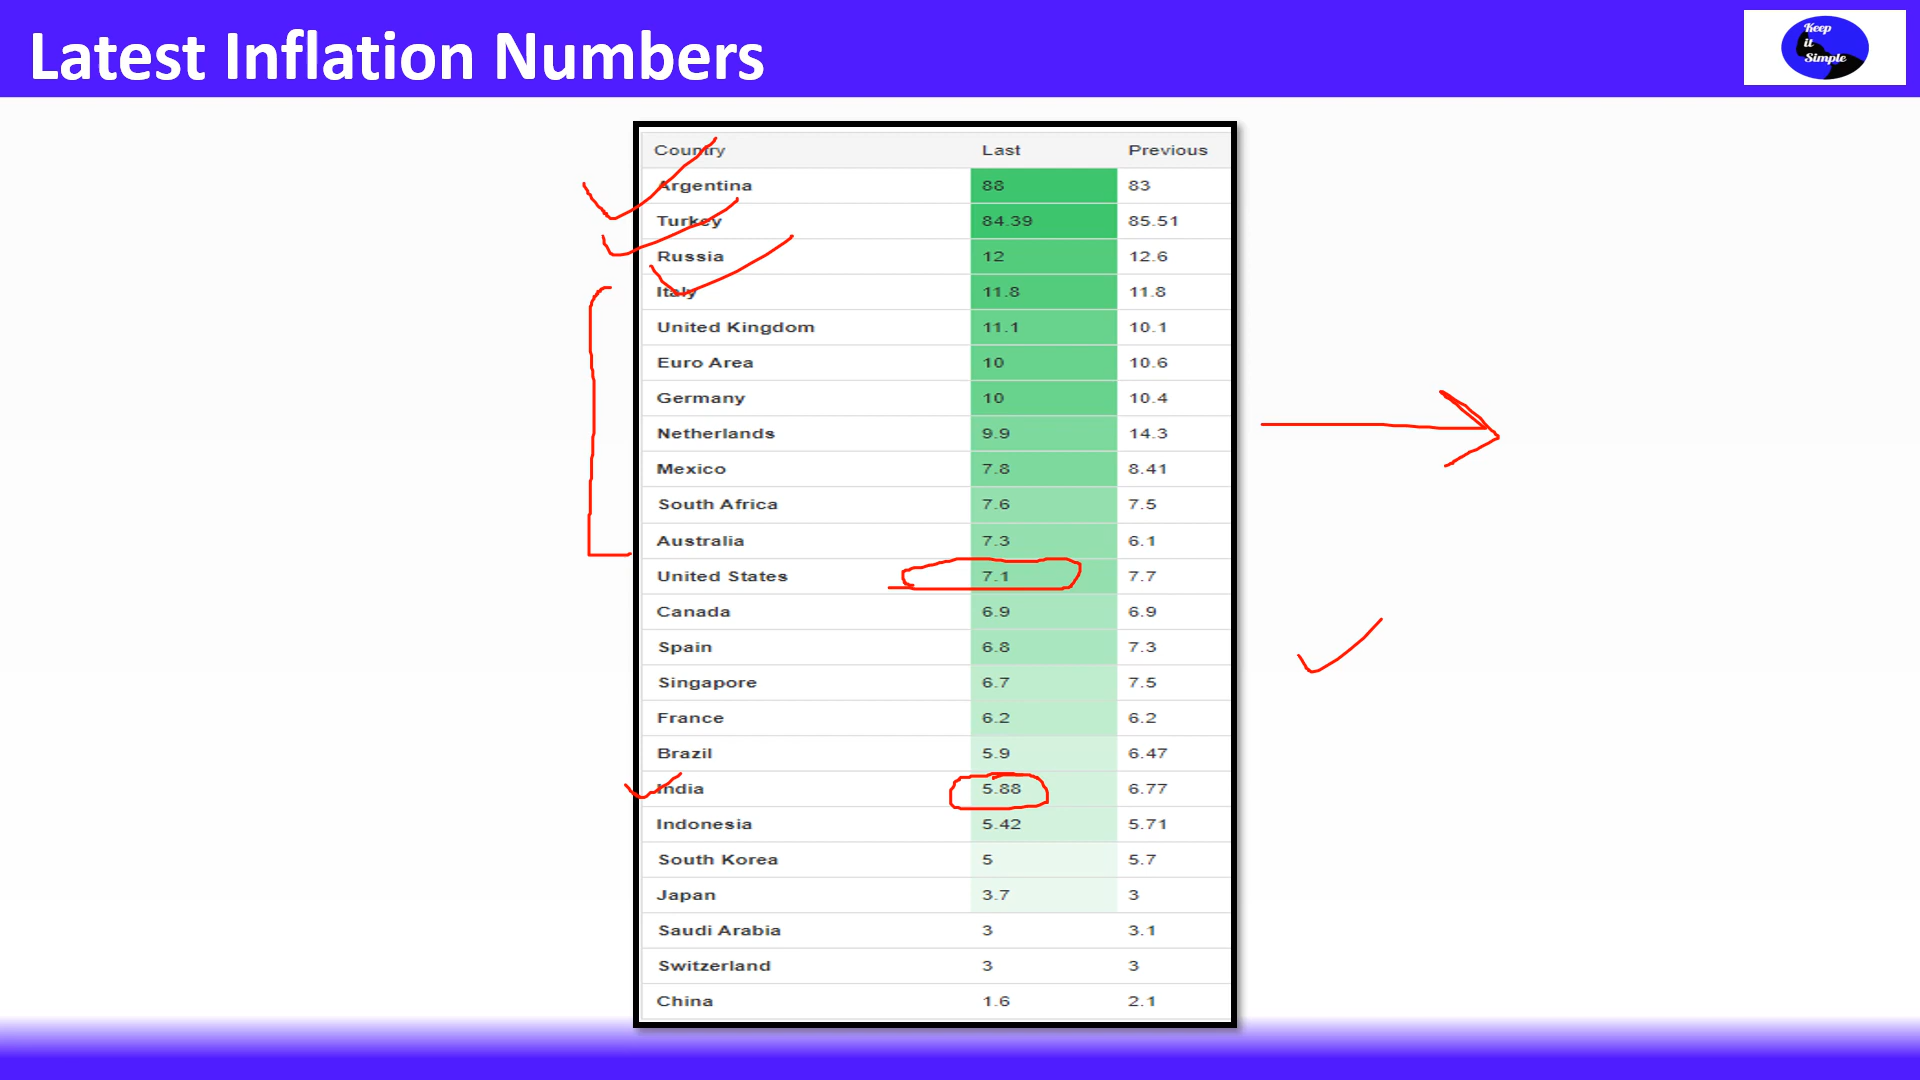 Latest Inflation Numbers
Keep
it
Simple
Country Last Previous
Argentina 88 83
Turkey 84.39 85.51
Russia 12 12.6
Italy 11.8 11.8
United Kingdom 11.1 10.1
Euro Area 10 10.6
Germany 10 10.4
Netherlands 9.9 14.3
Mexico 7.8 8.41
South Africa 7.6 7.5
Australia 7.3 6.1
United States 7.1 7.7
Canada 6.9 6.9
Spain 6.8 7.3
Singapore 6.7 7.5
France 6.2 6.2
Brazil 5.9 6.47
India 5.88 6.77
Indonesia 5.42 5.71
South Korea 5 5.7
Japan 3.7 3
Saudi Arabia 3 3.1
Switzerland 3 3
China 1.6 2.1